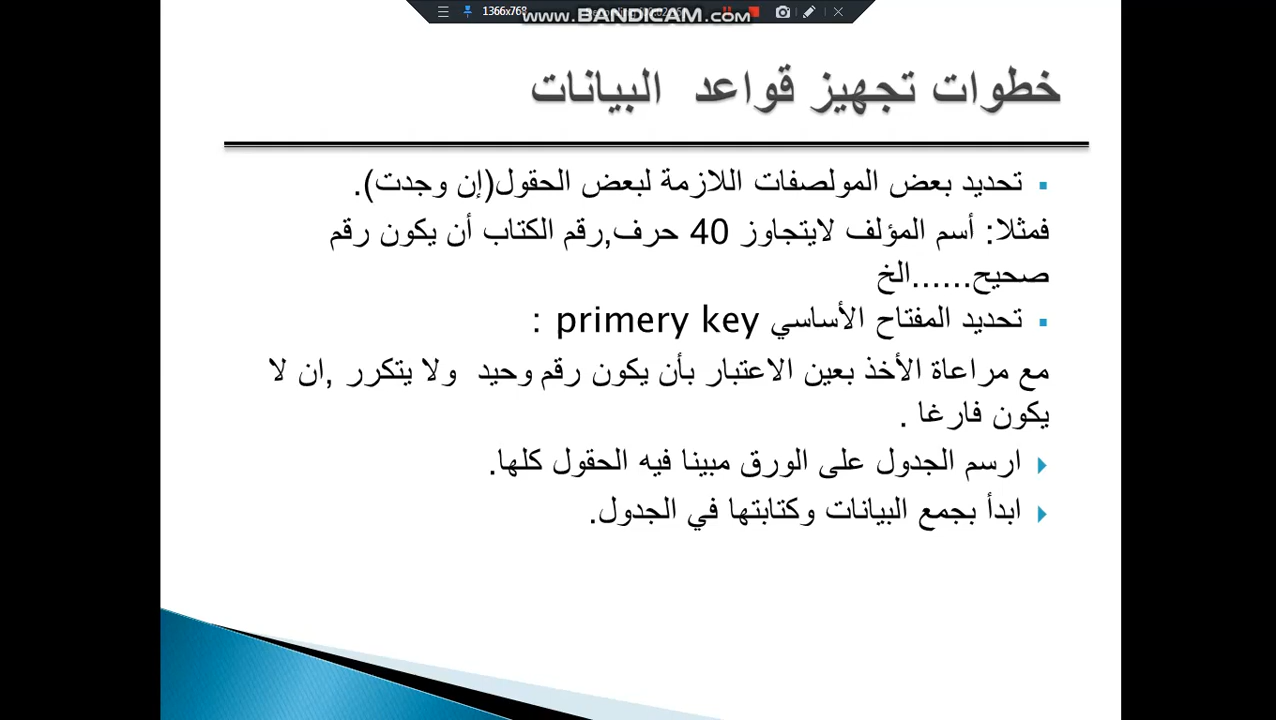 1366x768
www.BANDICAM.com
خطوات تجهيز قواعد البيانات
تحديد بعض المولصفات اللازمة لبعض الحقول(إن وجدت).
فمثلا: أسم المؤلف لايتجاوز 40 حرف,رقم الكتاب أن يكون رقم
صحيح......الخ
تحديد المفتاح الأساسي primery key :
مع مراعاة الأخذ بعين الاعتبار بأن يكون رقم وحيد ولا يتكرر ,ان لا
يكون فارغا .
ارسم الجدول على الورق مبينا فيه الحقول كلها.
ابدأ بجمع البيانات وكتابتها في الجدول.